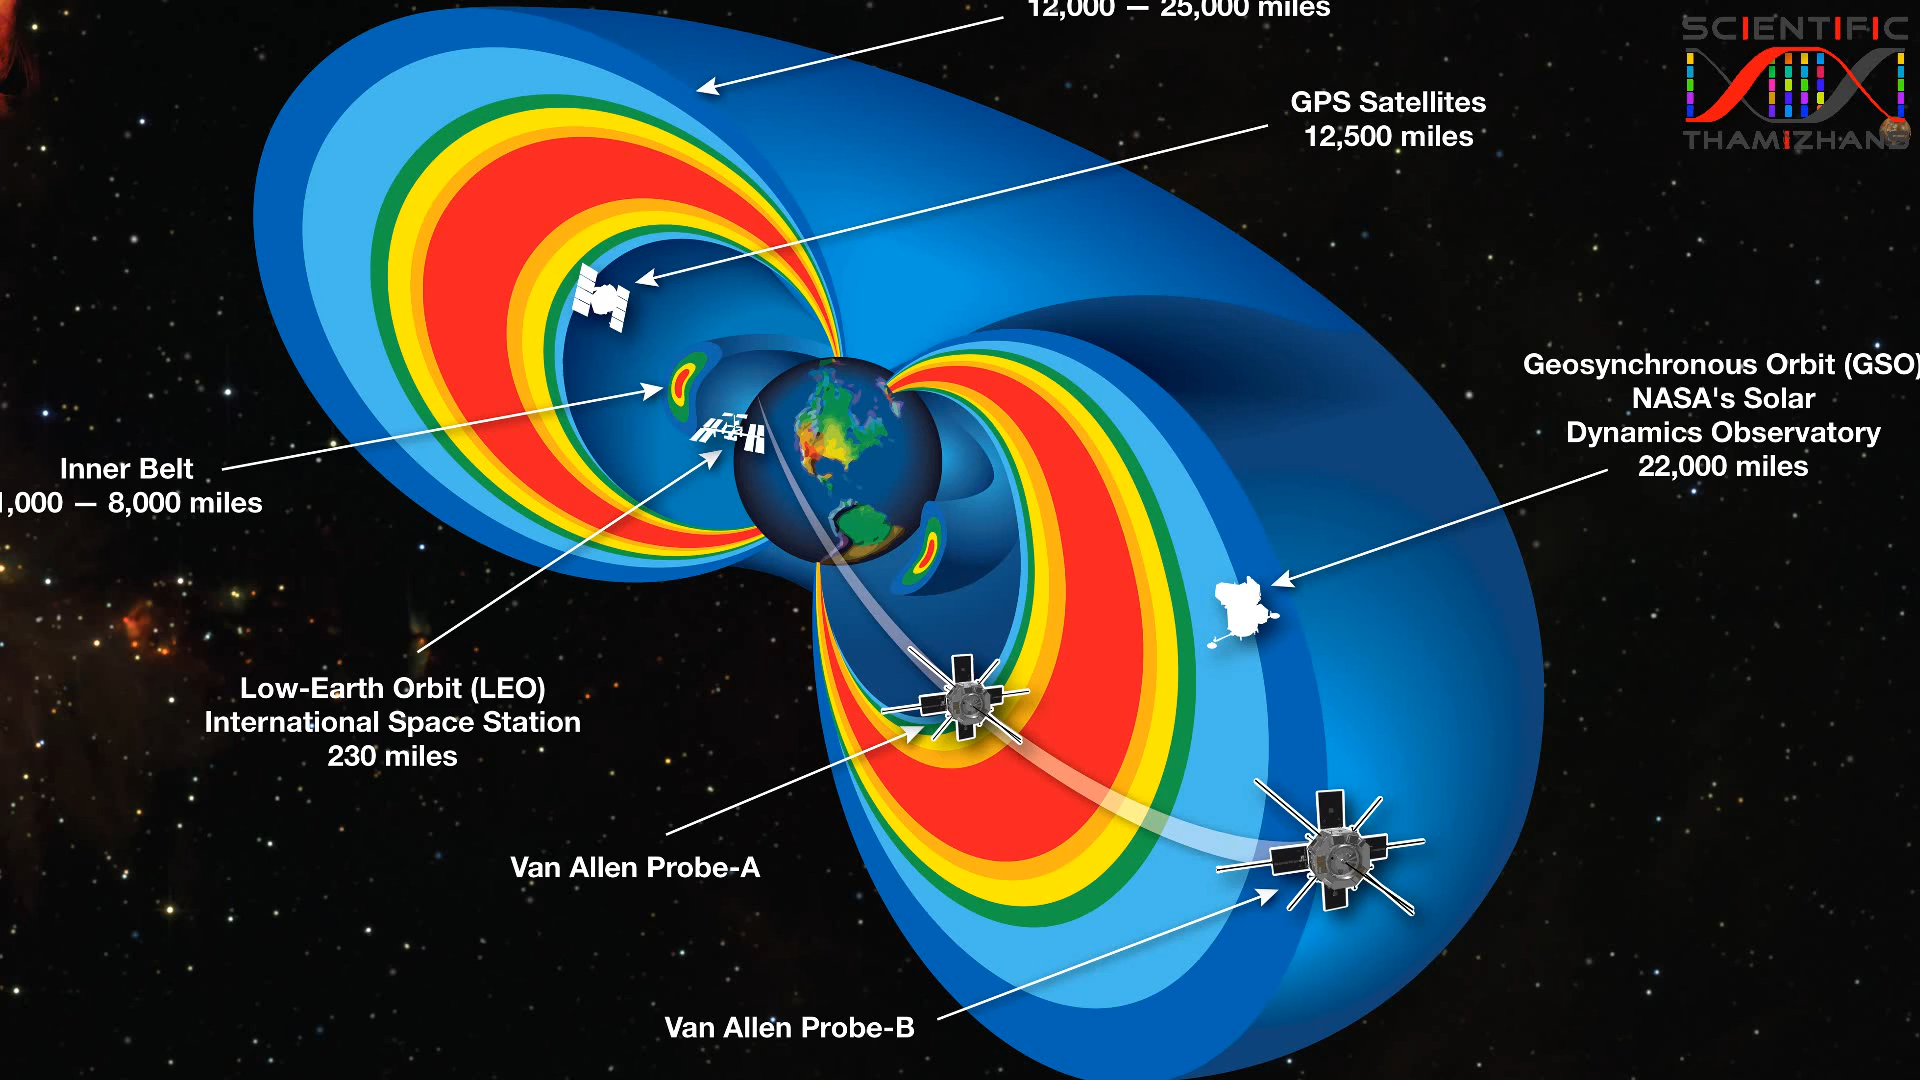 12,000 — 25,000 miles
SCIENTIFIC
THAMIZHANS
GPS Satellites
12,500 miles
Geosynchronous Orbit (GSO)
NASA's Solar
Dynamics Observatory
22,000 miles
Inner Belt
1,000 — 8,000 miles
Low-Earth Orbit (LEO)
International Space Station
230 miles
Van Allen Probe-A
Van Allen Probe-B